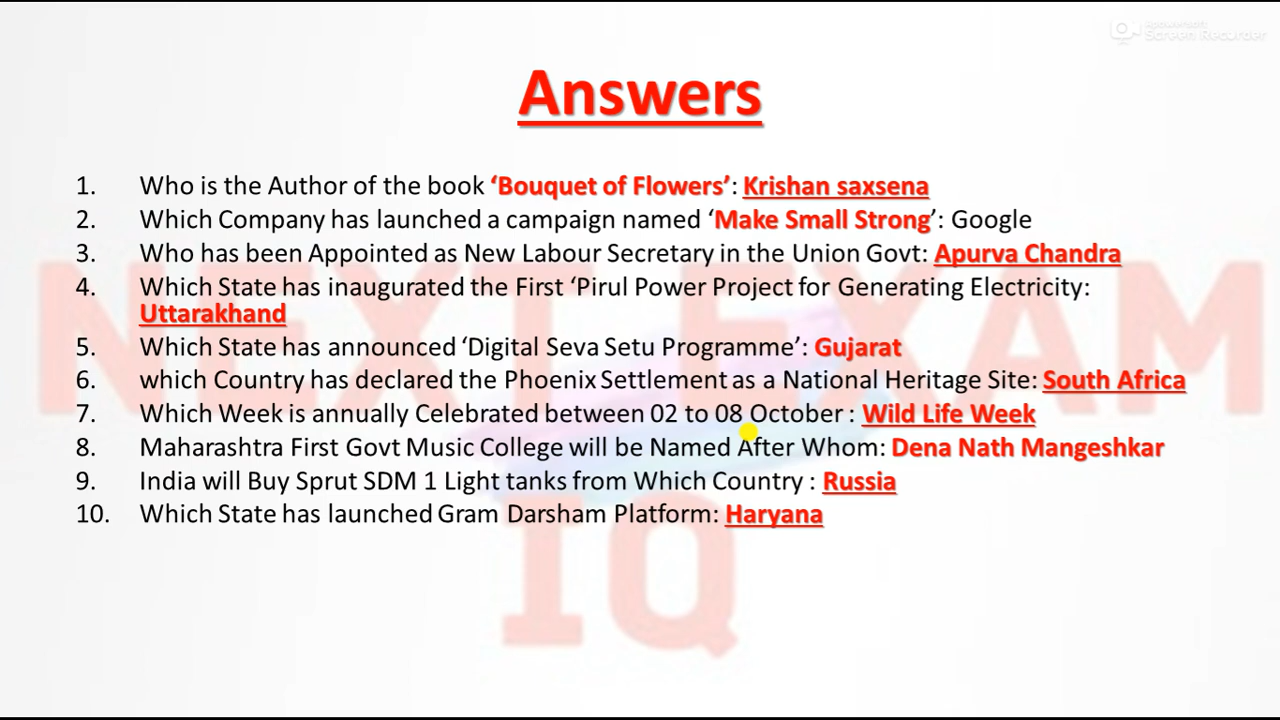 Apowersoft
Screen Recorder
Answers
1. Who is the Author of the book ‘Bouquet of Flowers’: Krishan saxsena
2. Which Company has launched a campaign named ‘Make Small Strong’: Google
3. Who has been Appointed as New Labour Secretary in the Union Govt: Apurva Chandra
4. Which State has inaugurated the First ‘Pirul Power Project for Generating Electricity:
Uttarakhand
5. Which State has announced ‘Digital Seva Setu Programme’: Gujarat
6. which Country has declared the Phoenix Settlement as a National Heritage Site: South Africa
7. Which Week is annually Celebrated between 02 to 08 October : Wild Life Week
8. Maharashtra First Govt Music College will be Named After Whom: Dena Nath Mangeshkar
9. India will Buy Sprut SDM 1 Light tanks from Which Country : Russia
10. Which State has launched Gram Darsham Platform: Haryana
NEXT EXAM
IQ